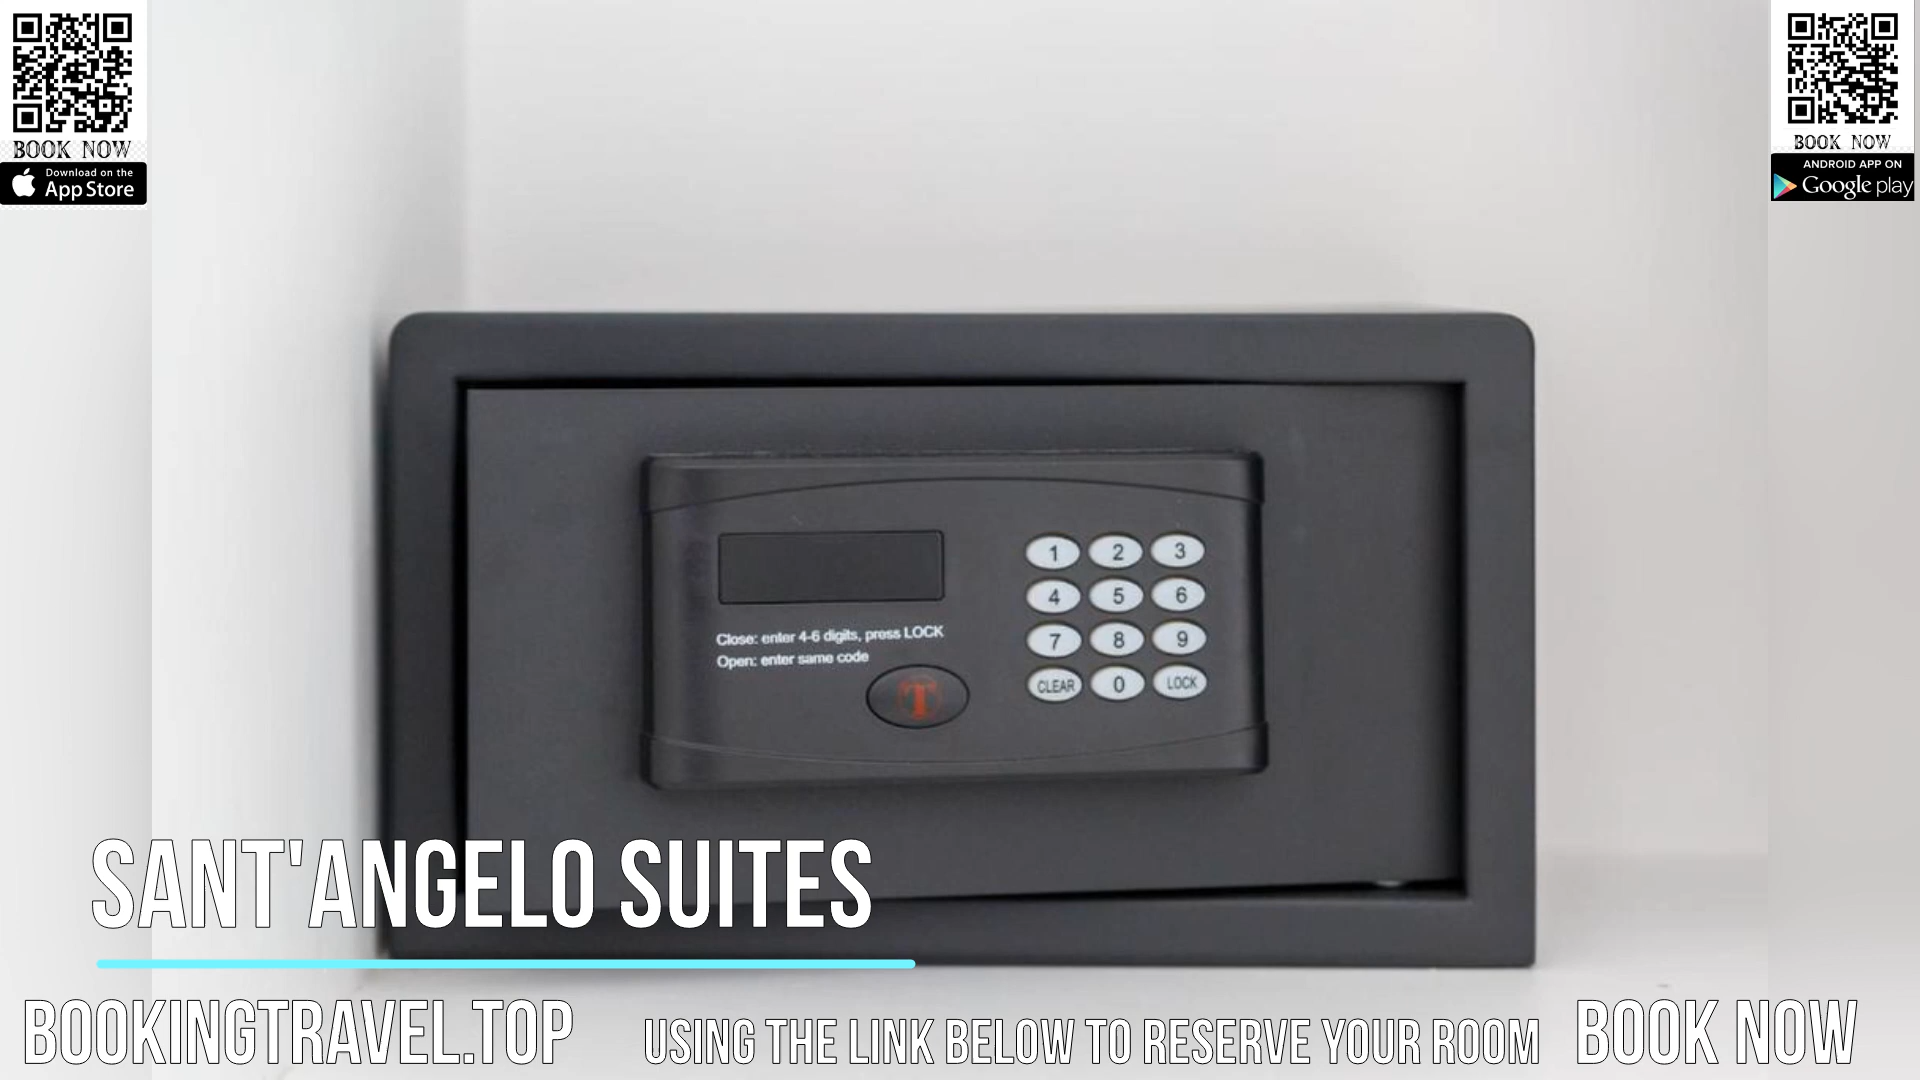 BOOK NOW
Download on the
App Store
BOOK NOW
ANDROID APP ON
Google play
1 2 3
4 5 6
7 8 9
CLEAR 0 LOCK
Close: enter 4-6 digits, press LOCK
Open: enter same code
T
SANT'ANGELO SUITES
BOOKINGTRAVEL.TOP
USING THE LINK BELOW TO RESERVE YOUR ROOM
BOOK NOW